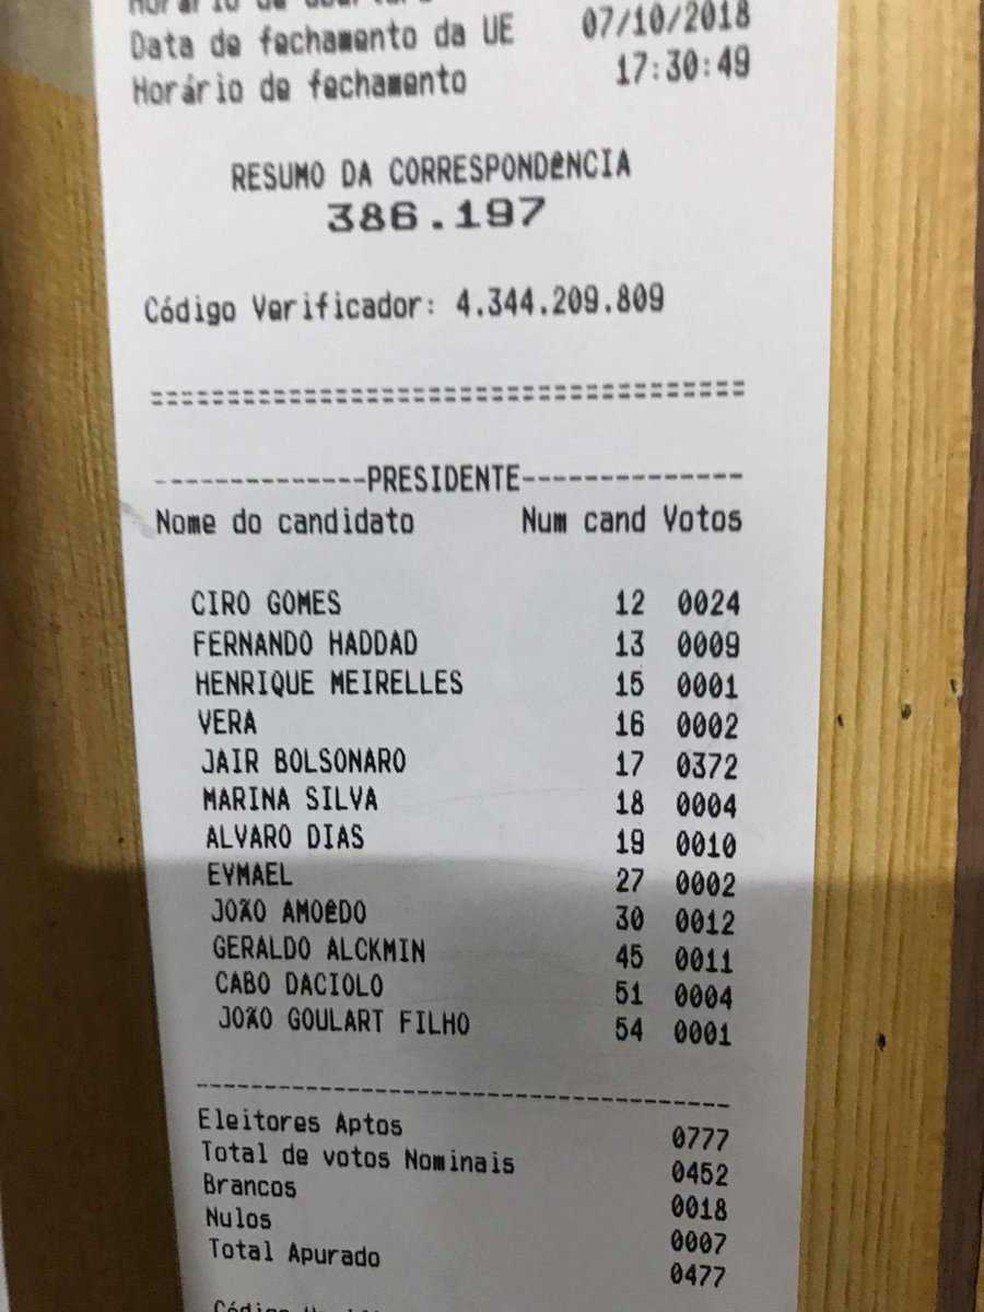 Horário de abertura
Data de fechamento da UE 07/10/2018
Horário de fechamento 17:30:49
RESUMO DA CORRESPONDêNCIA
386.197
Código Verificador: 4.344.209.809
=======================================
--------------PRESIDENTE--------------
Nome do candidato Num cand Votos
CIRO GOMES 12 0024
FERNANDO HADDAD 13 0009
HENRIQUE MEIRELLES 15 0001
VERA 16 0002
JAIR BOLSONARO 17 0372
MARINA SILVA 18 0004
ALVARO DIAS 19 0010
EYMAEL 27 0002
JOÃO AMOêDO 30 0012
GERALDO ALCKMIN 45 0011
CABO DACIOLO 51 0004
JOÃO GOULART FILHO 54 0001
--------------------------------------
Eleitores Aptos 0777
Total de votos Nominais 0452
Brancos 0018
Nulos 0007
Total Apurado 0477
Código